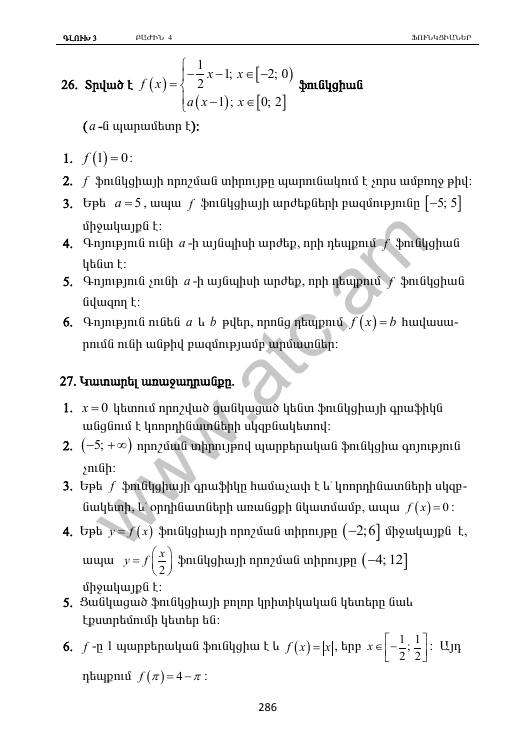 ԳԼՈՒԽ 3 ԲԱԺԻՆ 4 ՖՈՒՆԿՑԻԱՆԵՐ
26. Տրված է f(x) = { -1/2 x - 1; x ∈ [-2; 0) ֆունկցիան
a(x - 1); x ∈ [0; 2]
(a -ն պարամետր է):
1. f(1) = 0:
2. f ֆունկցիայի որոշման տիրույթը պարունակում է չորս ամբողջ թիվ:
3. Եթե a = 5, ապա f ֆունկցիայի արժեքների բազմությունը [-5; 5]
միջակայքն է:
4. Գոյություն ունի a -ի այնպիսի արժեք, որի դեպքում f ֆունկցիան
կենտ է:
5. Գոյություն չունի a -ի այնպիսի արժեք, որի դեպքում f ֆունկցիան
նվազող է:
6. Գոյություն ունեն a և b թվեր, որոնց դեպքում f(x) = b հավասա-
րումն ունի անթիվ բազմությամբ արմատներ:
27. Կատարել առաջադրանքը.
1. x = 0 կետում որոշված ցանկացած կենտ ֆունկցիայի գրաֆիկն
անցնում է կոորդինատների սկզբնակետով:
2. (-5; +∞) որոշման տիրույթով պարբերական ֆունկցիա գոյություն
չունի:
3. Եթե f ֆունկցիայի գրաֆիկը համաչափ է և՛ կոորդինատների սկզբ-
նակետի, և՛ օրդինատների առանցքի նկատմամբ, ապա f(x) = 0:
4. Եթե y = f(x) ֆունկցիայի որոշման տիրույթը (-2; 6] միջակայքն է,
ապա y = f(x/2) ֆունկցիայի որոշման տիրույթը (-4; 12]
միջակայքն է:
5. Ցանկացած ֆունկցիայի բոլոր կրիտիկական կետերը նաև
էքստրեմումի կետեր են:
6. f -ը 1 պարբերական ֆունկցիա է և f(x) = |x|, երբ x ∈ [-1/2; 1/2]: Այդ
դեպքում f(π) = 4 - π:
286
www.atc.am